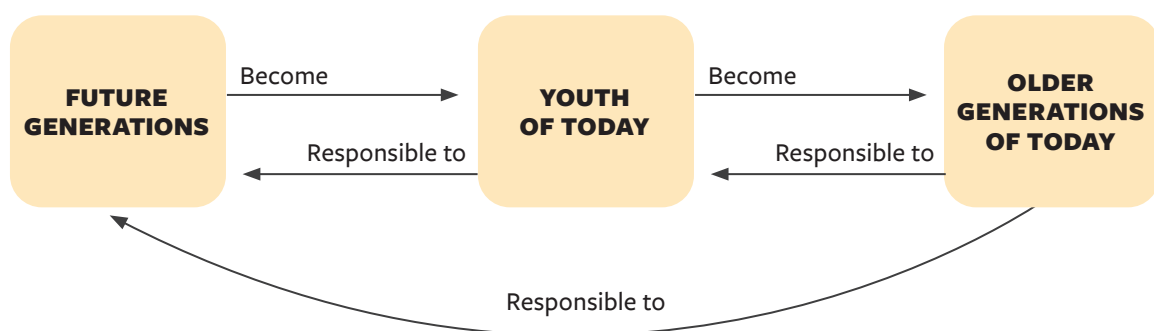 FUTURE
GENERATIONS
Become
Responsible to
YOUTH
OF TODAY
Become
Responsible to
OLDER
GENERATIONS
OF TODAY
Responsible to